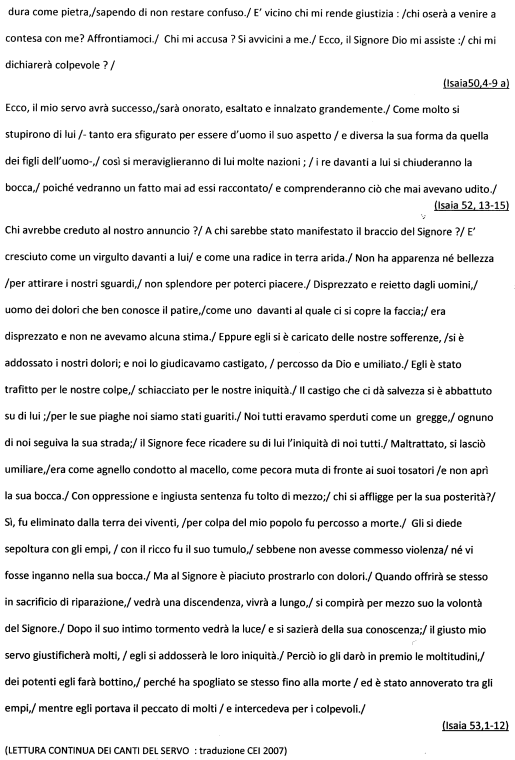 dura come pietra,/sapendo di non restare confuso./ E' vicino chi mi rende giustizia : /chi oserà a venire a
contesa con me? Affrontiamoci./ Chi mi accusa ? Si avvicini a me./ Ecco, il Signore Dio mi assiste :/ chi mi
dichiarerà colpevole ? /
(Isaia50,4-9 a)
Ecco, il mio servo avrà successo,/sarà onorato, esaltato e innalzato grandemente./ Come molto si
stupirono di lui /- tanto era sfigurato per essere d'uomo il suo aspetto / e diversa la sua forma da quella
dei figli dell'uomo-,/ così si meraviglieranno di lui molte nazioni ; / i re davanti a lui si chiuderanno la
bocca,/ poiché vedranno un fatto mai ad essi raccontato/ e comprenderanno ciò che mai avevano udito./
(Isaia 52, 13-15)
Chi avrebbe creduto al nostro annuncio ?/ A chi sarebbe stato manifestato il braccio del Signore ?/ E'
cresciuto come un virgulto davanti a lui/ e come una radice in terra arida./ Non ha apparenza né bellezza
/per attirare i nostri sguardi,/ non splendore per poterci piacere./ Disprezzato e reietto dagli uomini,/
uomo dei dolori che ben conosce il patire,/come uno davanti al quale ci si copre la faccia;/ era
disprezzato e non ne avevamo alcuna stima./ Eppure egli si è caricato delle nostre sofferenze, /si è
addossato i nostri dolori; e noi lo giudicavamo castigato, / percosso da Dio e umiliato./ Egli è stato
trafitto per le nostre colpe,/ schiacciato per le nostre iniquità./ Il castigo che ci dà salvezza si è abbattuto
su di lui ;/per le sue piaghe noi siamo stati guariti./ Noi tutti eravamo sperduti come un gregge,/ ognuno
di noi seguiva la sua strada;/ il Signore fece ricadere su di lui l'iniquità di noi tutti./ Maltrattato, si lasciò
umiliare,/era come agnello condotto al macello, come pecora muta di fronte ai suoi tosatori /e non aprì
la sua bocca./ Con oppressione e ingiusta sentenza fu tolto di mezzo;/ chi si affligge per la sua posterità?/
Sì, fu eliminato dalla terra dei viventi, /per colpa del mio popolo fu percosso a morte./ Gli si diede
sepoltura con gli empi, / con il ricco fu il suo tumulo,/ sebbene non avesse commesso violenza/ né vi
fosse inganno nella sua bocca./ Ma al Signore è piaciuto prostrarlo con dolori./ Quando offrirà se stesso
in sacrificio di riparazione,/ vedrà una discendenza, vivrà a lungo,/ si compirà per mezzo suo la volontà
del Signore./ Dopo il suo intimo tormento vedrà la luce/ e si sazierà della sua conoscenza;/ il giusto mio
servo giustificherà molti, / egli si addosserà le loro iniquità./ Perciò io gli darò in premio le moltitudini,/
dei potenti egli farà bottino,/ perché ha spogliato se stesso fino alla morte / ed è stato annoverato tra gli
empi,/ mentre egli portava il peccato di molti / e intercedeva per i colpevoli./
(Isaia 53,1-12)
(LETTURA CONTINUA DEI CANTI DEL SERVO : traduzione CEI 2007)